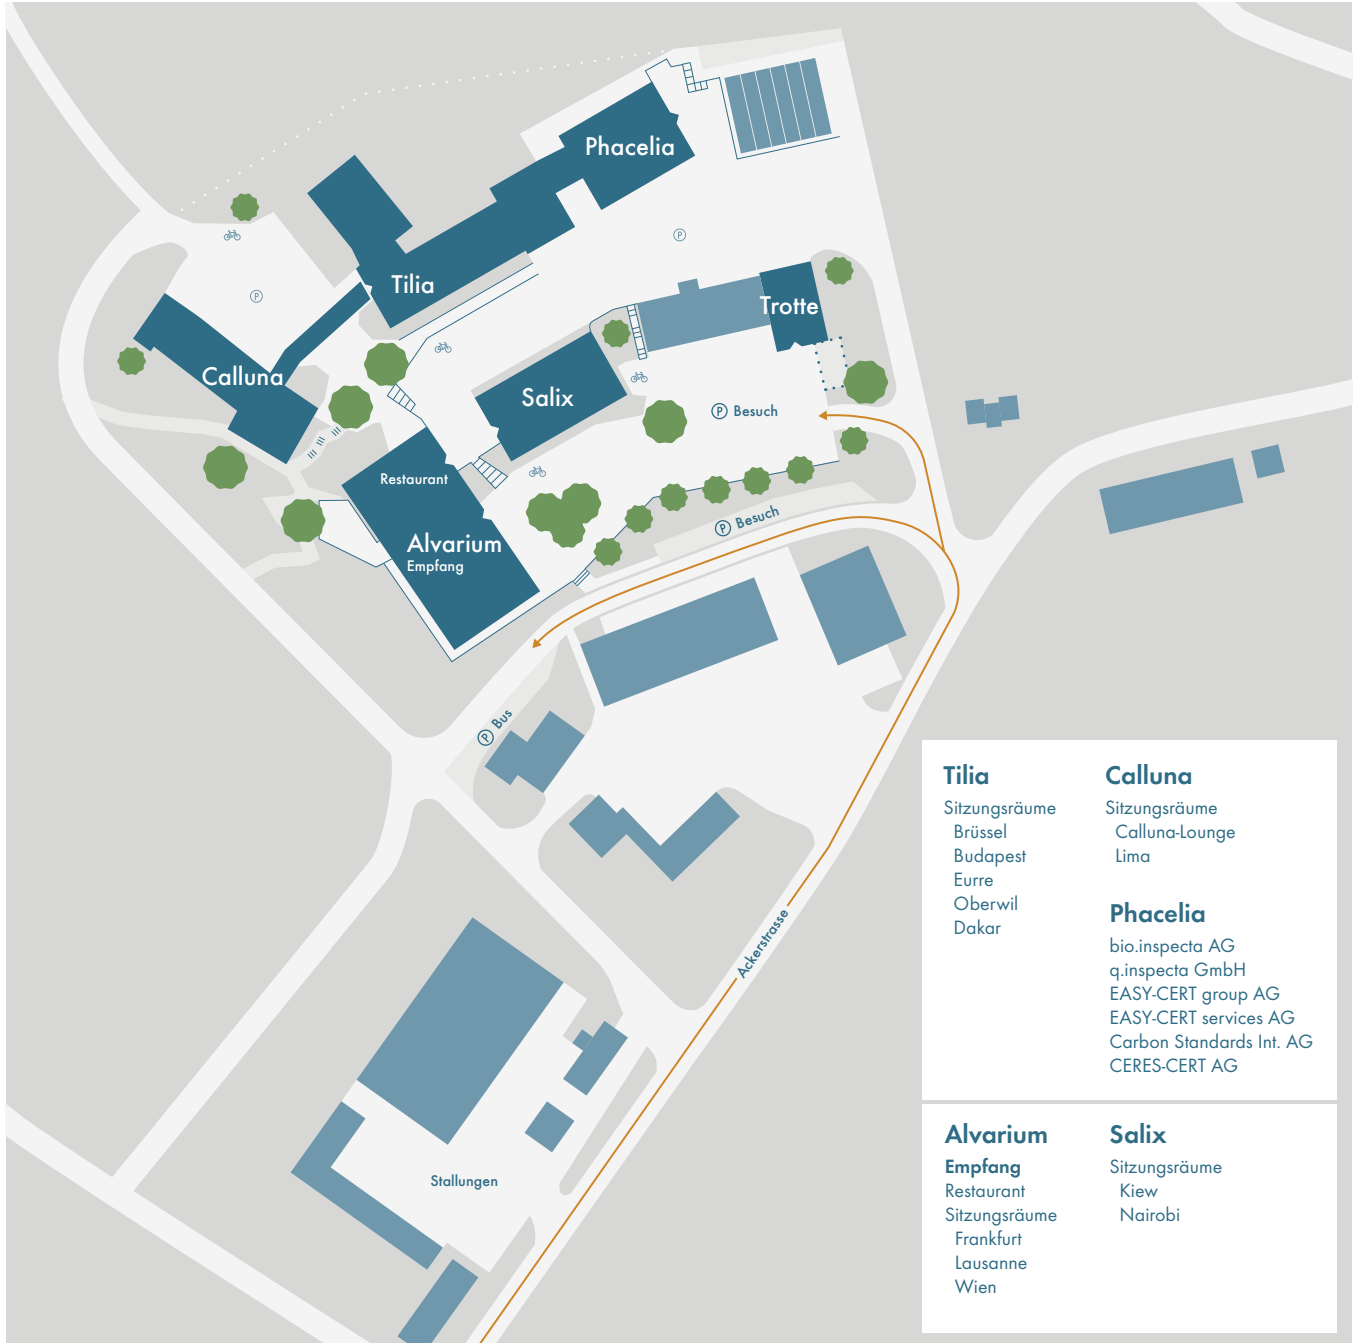 Phacelia
P
Tilia
P
Trotte
Calluna
Salix
P Besuch
Restaurant
P Besuch
Alvarium
Empfang
P Bus
Ackerstrasse
Stallungen
Tilia
Sitzungsräume
Brüssel
Budapest
Eurre
Oberwil
Dakar
Calluna
Sitzungsräume
Calluna-Lounge
Lima
Phacelia
bio.inspecta AG
q.inspecta GmbH
EASY-CERT group AG
EASY-CERT services AG
Carbon Standards Int. AG
CERES-CERT AG
Alvarium
Empfang
Restaurant
Sitzungsräume
Frankfurt
Lausanne
Wien
Salix
Sitzungsräume
Kiew
Nairobi